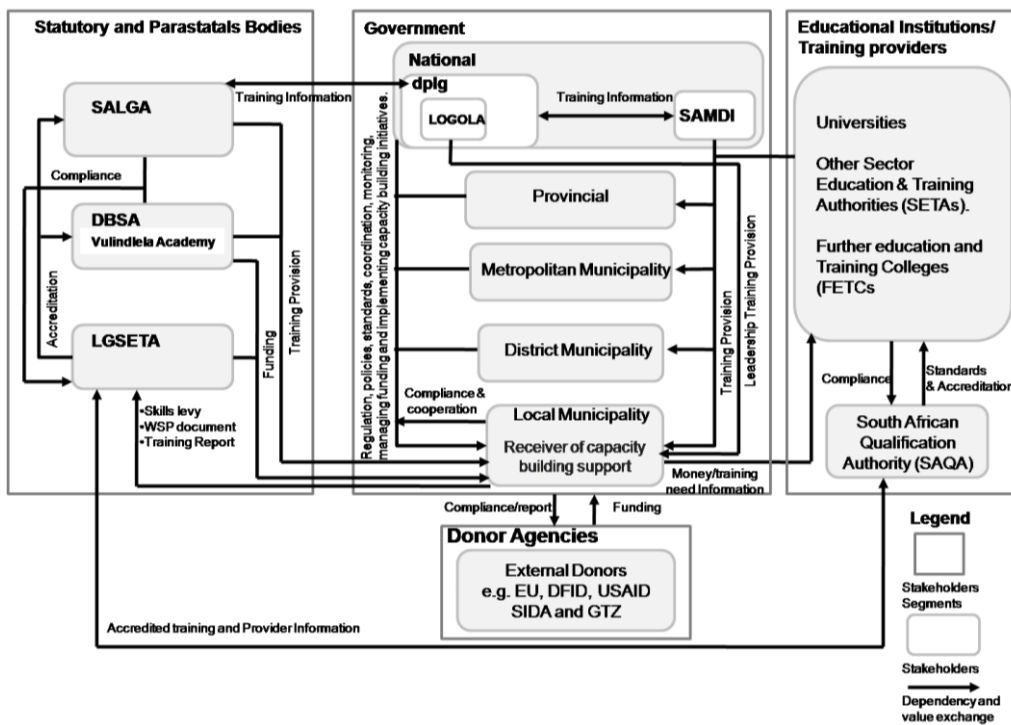 Statutory and Parastatals Bodies
SALGA
Compliance
DBSA
Vulindlela Academy
Accreditation
LGSETA
Funding
Training Provision
•Skills levy
•WSP document
•Training Report
Training Information
Government
National
dplg
LOGOLA
Training Information
SAMDI
Regulation, policies, standards, coordination, monitoring,
managing funding and implementing capacity building initiatives.
Provincial
Metropolitan Municipality
District Municipality
Training Provision
Leadership Training Provision
Compliance &
cooperation
Local Municipality
Receiver of capacity
building support
Money/training
need Information
Compliance/report
Funding
Donor Agencies
External Donors
e.g. EU, DFID, USAID
SIDA and GTZ
Accredited training and Provider Information
Educational Institutions/
Training providers
Universities
Other Sector
Education & Training
Authorities (SETAs).
Further education and
Training Colleges
(FETCs
Compliance
Standards
& Accreditation
South African
Qualification
Authority (SAQA)
Legend
Stakeholders
Segments
Stakeholders
Dependency and
value exchange